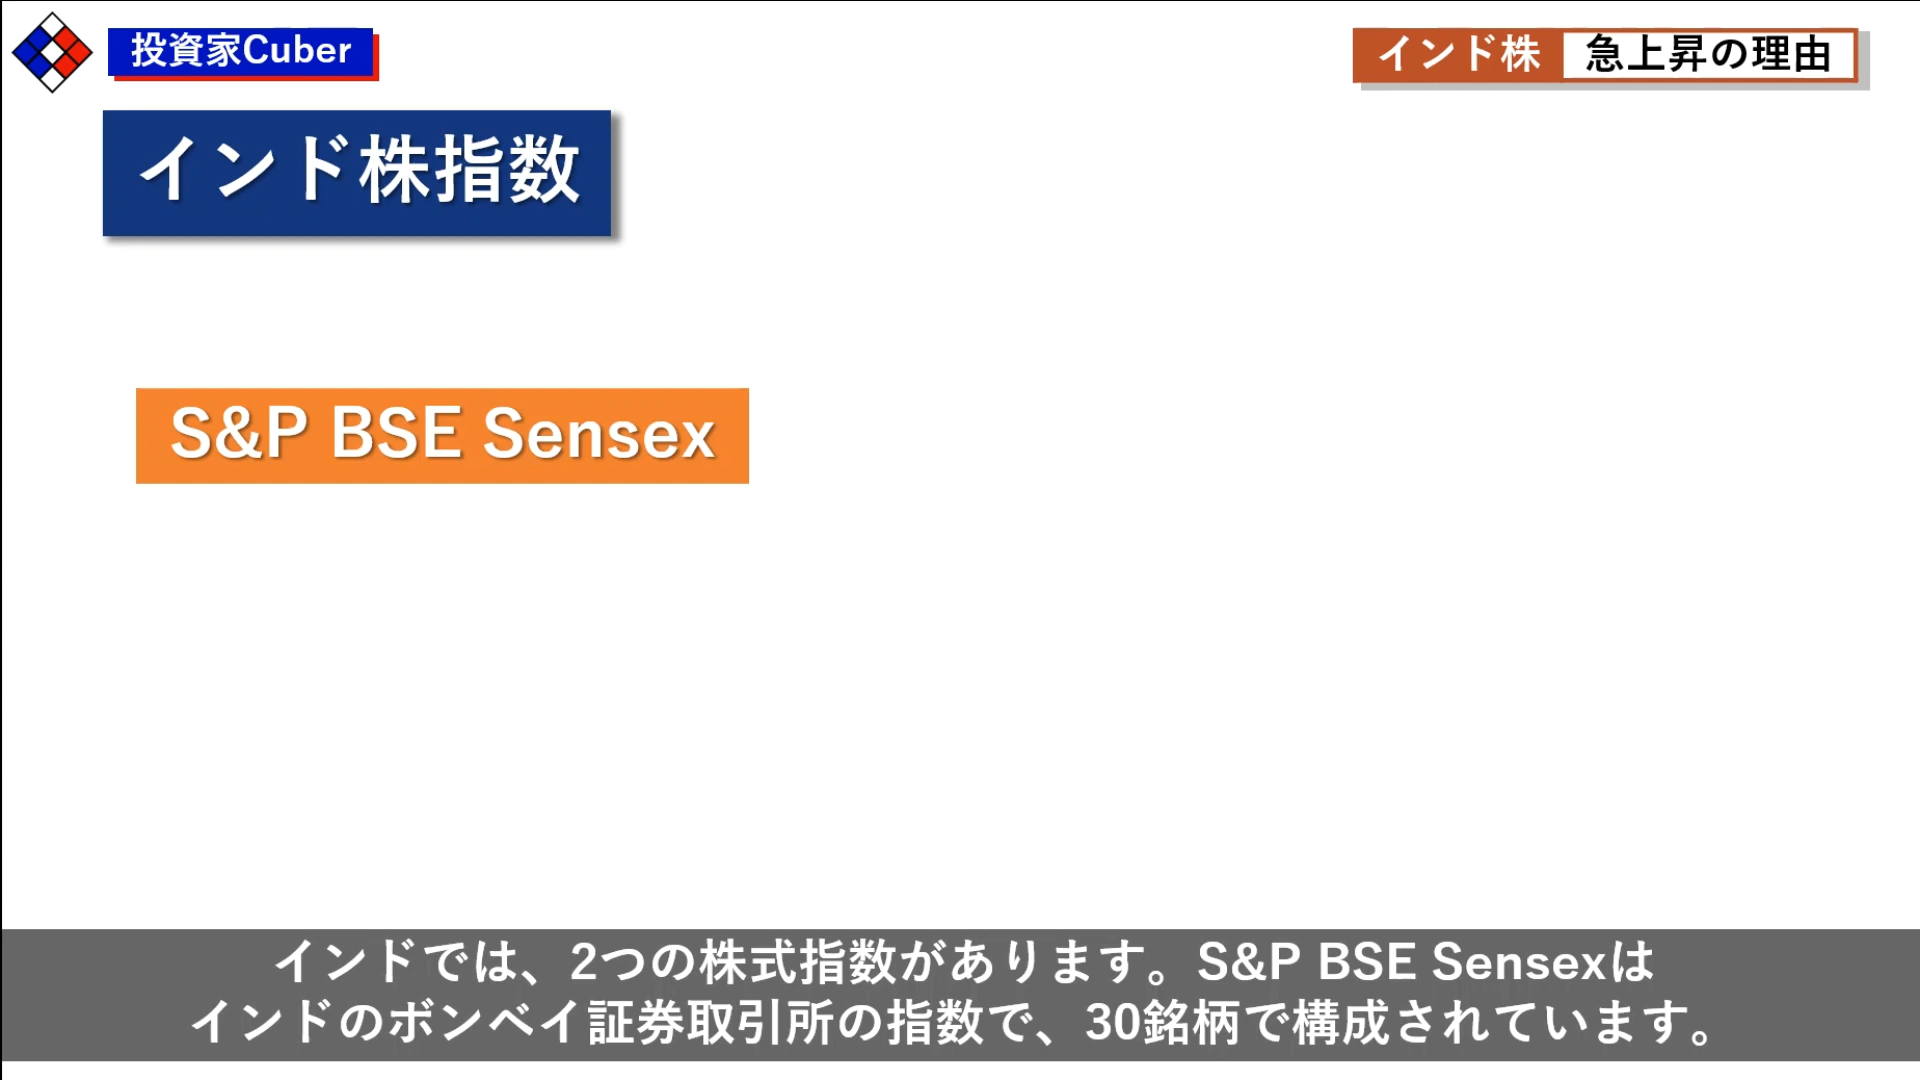 投資家Cuber
インド株 急上昇の理由
インド株指数
S&P BSE Sensex
インドでは、2つの株式指数があります。S&P BSE Sensexは
インドのボンベイ証券取引所の指数で、30銘柄で構成されています。